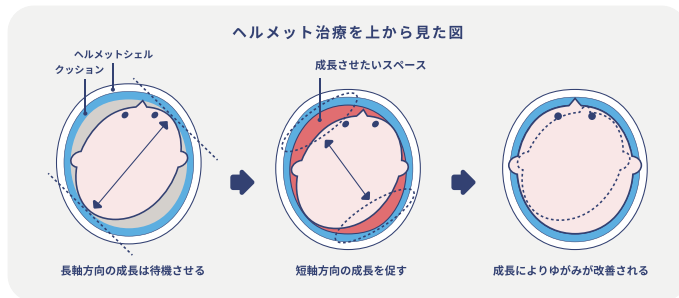 ヘルメット治療を上から見た図
ヘルメットシェル
クッション
成長させたいスペース
長軸方向の成長は待機させる
短軸方向の成長を促す
成長によりゆがみが改善される